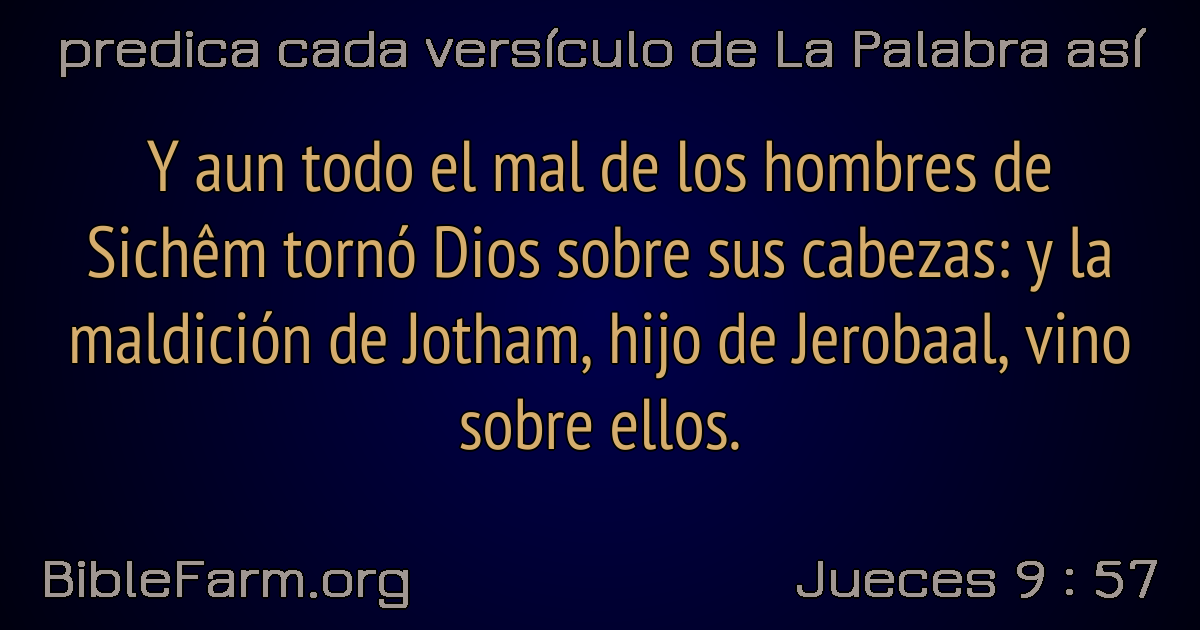 predica cada versículo de La Palabra así
Y aun todo el mal de los hombres de
Sichêm tornó Dios sobre sus cabezas: y la
maldición de Jotham, hijo de Jerobaal, vino
sobre ellos.
BibleFarm.org
Jueces 9 : 57